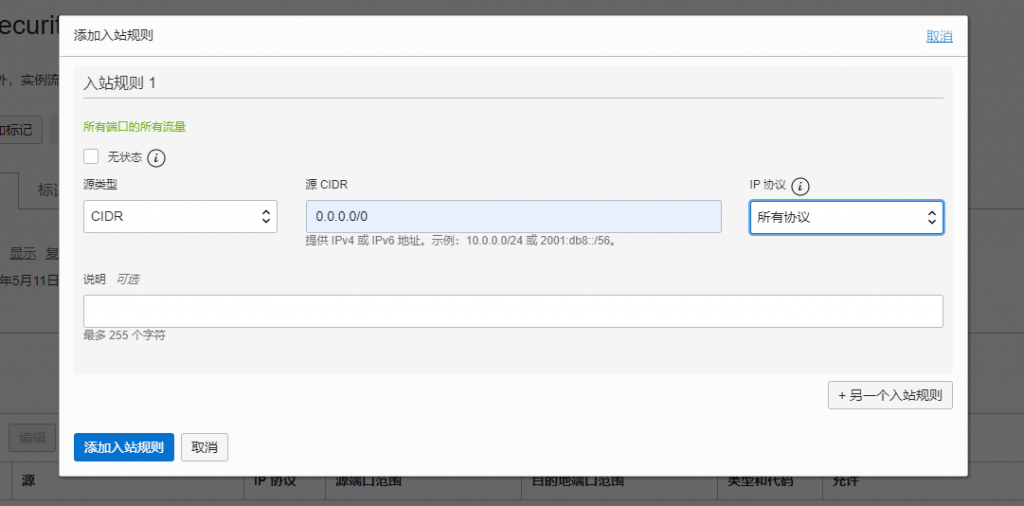 ecurit
添加入站规则
取消
外，实例流
入站规则 1
加标记
所有端口的所有流量
无状态
源类型
源 CIDR
IP 协议
标记
CIDR
0.0.0.0/0
所有协议
提供 IPv4 或 IPv6 地址。示例：10.0.0.0/24 或 2001:db8::/56。
显示 复
年5月11日
说明 可选
最多 255 个字符
+ 另一个入站规则
编辑
添加入站规则
取消
源
IP 协议
源端口范围
目的地端口范围
类型和代码
允许